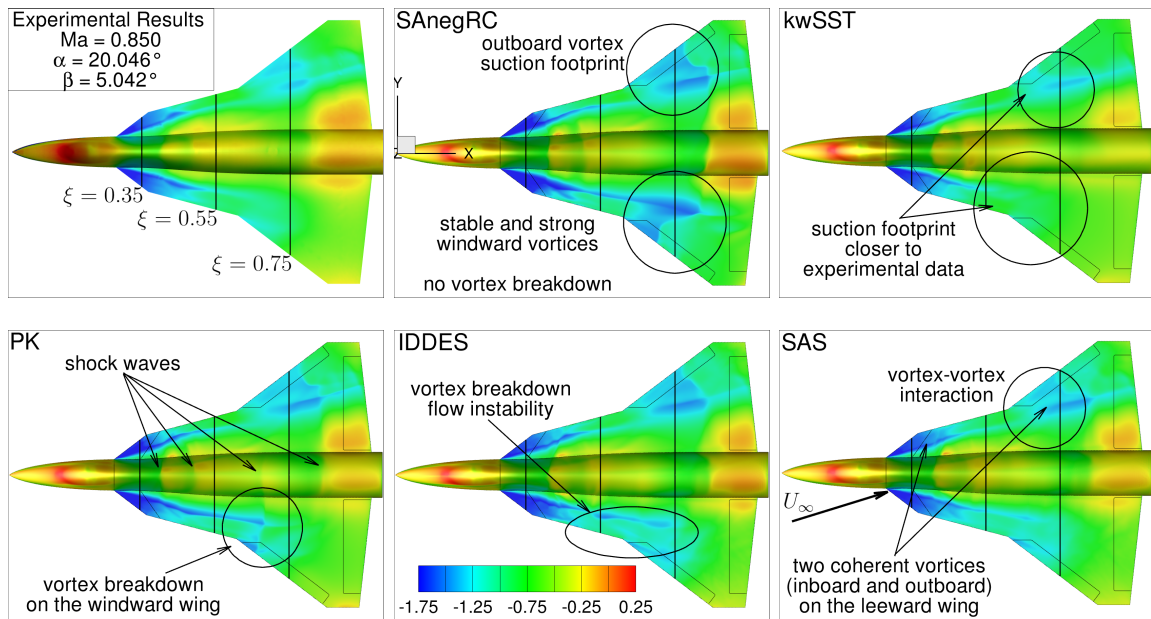 Experimental Results
Ma = 0.850
α = 20.046°
β = 5.042°
ξ = 0.35
ξ = 0.55
ξ = 0.75
SAnegRC
outboard vortex
suction footprint
Y
Z
X
stable and strong
windward vortices
no vortex breakdown
kwSST
suction footprint
closer to
experimental data
PK
shock waves
vortex breakdown
on the windward wing
IDDES
vortex breakdown
flow instability
-1.75 -1.25 -0.75 -0.25 0.25
SAS
vortex-vortex
interaction
U∞
two coherent vortices
(inboard and outboard)
on the leeward wing